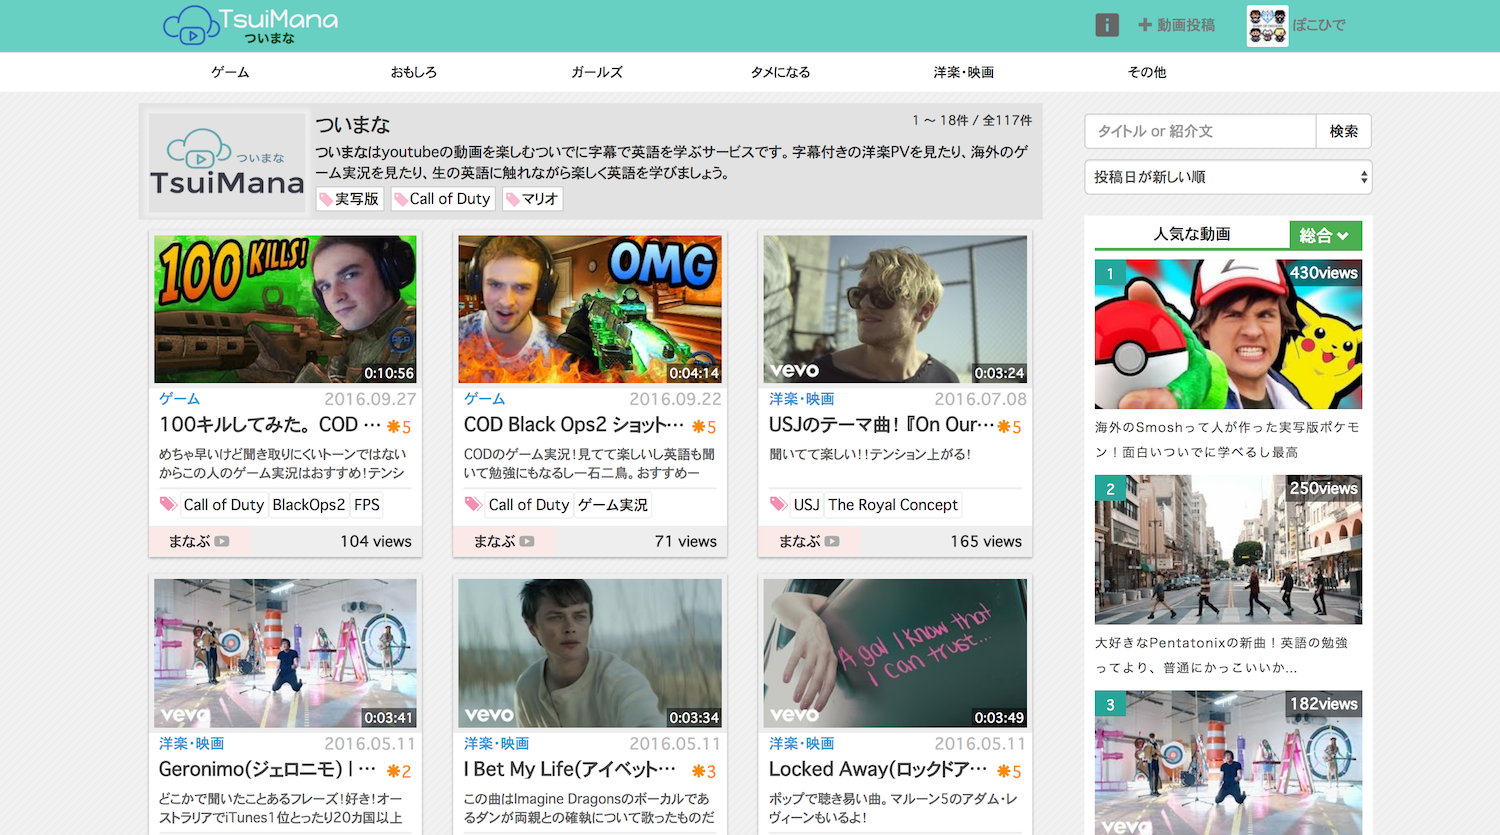 TsuiMana
ついまな
動画投稿
ぽこひで
ゲーム
おもしろ
ガールズ
タメになる
洋楽・映画
その他
ついまな
TsuiMana
ついまな
1 ～ 18件 / 全117件
ついまなはyoutubeの動画を楽しむついでに字幕で英語を学ぶサービスです。字幕付きの洋楽PVを見たり、海外のゲ
ーム実況を見たり、生の英語に触れながら楽しく英語を学びましょう。
実写版
Call of Duty
マリオ
タイトル or 紹介文
検索
投稿日が新しい順
100 KILLS!
0:10:56
ゲーム
2016.09.27
100キルしてみた。COD …
5
めちゃ早いけど聞き取りにくいトーンではない
からこの人のゲーム実況はおすすめ！テンシ
Call of Duty
BlackOps2
FPS
まなぶ
104 views
OMG
0:04:14
ゲーム
2016.09.22
COD Black Ops2 ショット…
5
CODのゲーム実況！見てて楽しいし英語も聞
いて勉強にもなるし一石二鳥。おすすめー
Call of Duty
ゲーム実況
まなぶ
71 views
vevo
0:03:24
洋楽・映画
2016.07.08
USJのテーマ曲！『On Our…
5
聞いてて楽しい！！テンション上がる！
USJ
The Royal Concept
まなぶ
165 views
vevo
0:03:41
洋楽・映画
2016.05.11
Geronimo(ジェロニモ) | …
2
どこかで聞いたことあるフレーズ！好き！オー
ストラリアでiTunes1位とったり20カ国以上
vevo
0:03:34
洋楽・映画
2016.05.11
I Bet My Life(アイベット…
3
この曲はImagine Dragonsのボーカルであ
るダンが両親との確執について歌ったものだ
A gal I know that
I can trust...
vevo
0:03:49
洋楽・映画
2016.05.11
Locked Away(ロックドア…
5
ポップで聴き易い曲。マルーン5のアダム・レ
ヴィーンもいるよ！
人気な動画
総合
1
430views
海外のSmoshって人が作った実写版ポケモ
ン！面白いついでに学べるし最高
2
250views
大好きなPentatonixの新曲！英語の勉強
ってより、普通にかっこいいか...
3
182views
vevo